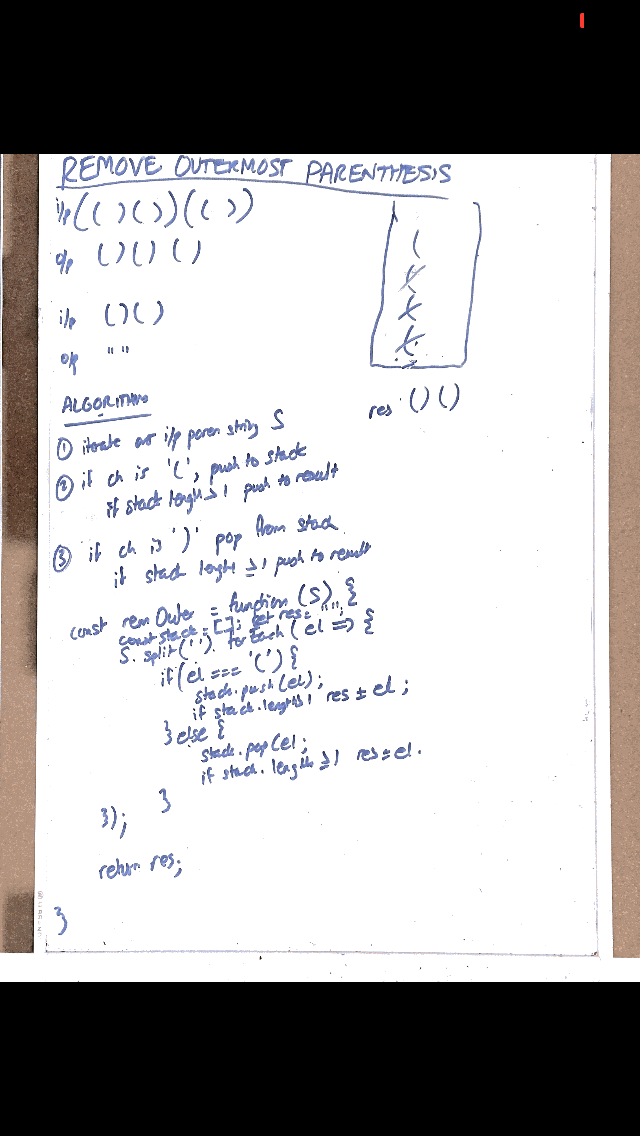 REMOVE OUTERMOST PARENTHESIS
i/p (()())(())
o/p ()()()
i/p ()()
o/p " "
ALGORITHM
① iterate over i/p paren string S
② if ch is '(', push to stack
if stack length > 1 push to result
③ if ch is ')' pop from stack
if stack length ≥ 1 push to result
const remOuter = function (S) {
const stack = []; let res = "";
S.split('').forEach( el => {
if (el === '(') {
stack.push(el);
if stack.length > 1 res += el;
} else {
stack.pop(el;
if stack.length ≥ 1 res += el.
}
});
return res;
}
(
(
(
(
res ()()